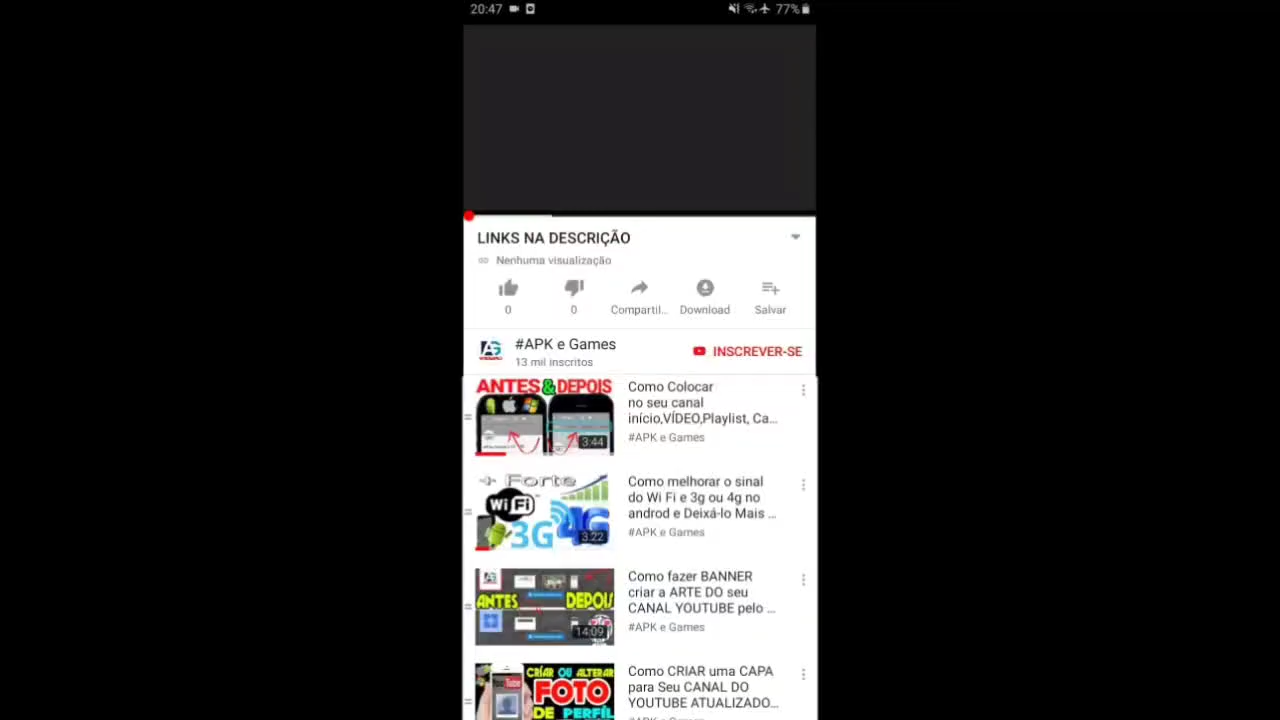 20:47
77%
LINKS NA DESCRIÇÃO
Nenhuma visualização
0
0
Compartil...
Download
Salvar
#APK e Games
13 mil inscritos
INSCREVER-SE
ANTES & DEPOIS
3:44
Como Colocar
no seu canal
início,VÍDEO,Playlist, Ca...
#APK e Games
+ Forte
Wi Fi
3G
4G
3:22
Como melhorar o sinal
do Wi Fi e 3g ou 4g no
androd e Deixá-lo Mais ...
#APK e Games
ANTES
DEPOIS
14:09
Como fazer BANNER
criar a ARTE DO seu
CANAL YOUTUBE pelo ...
#APK e Games
CRIAR OU ALTERAR
FOTO
DE PERFIL
Como CRIAR uma CAPA
para Seu CANAL DO
YOUTUBE ATUALIZADO...